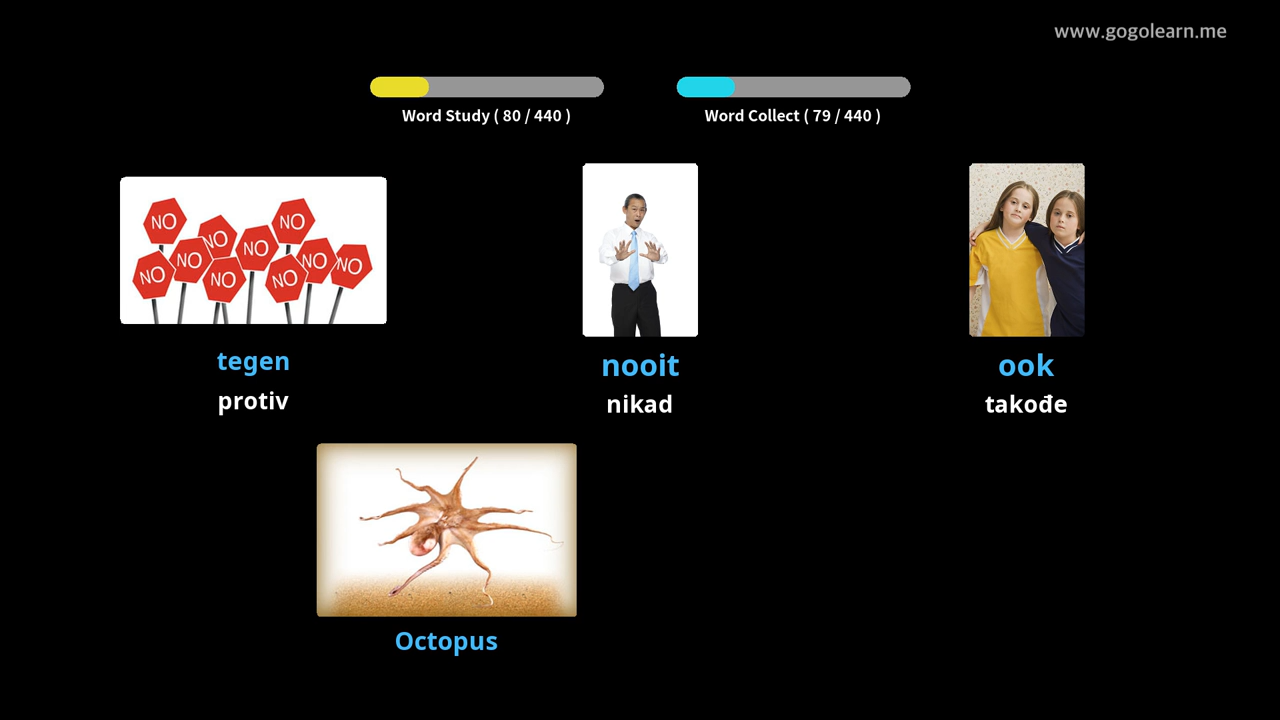 www.gogolearn.me
Word Study ( 80 / 440 )
Word Collect ( 79 / 440 )
NO
NO
NO
NO
NO
NO
NO
NO
NO
NO
tegen
nooit
ook
protiv
nikad
takođe
Octopus